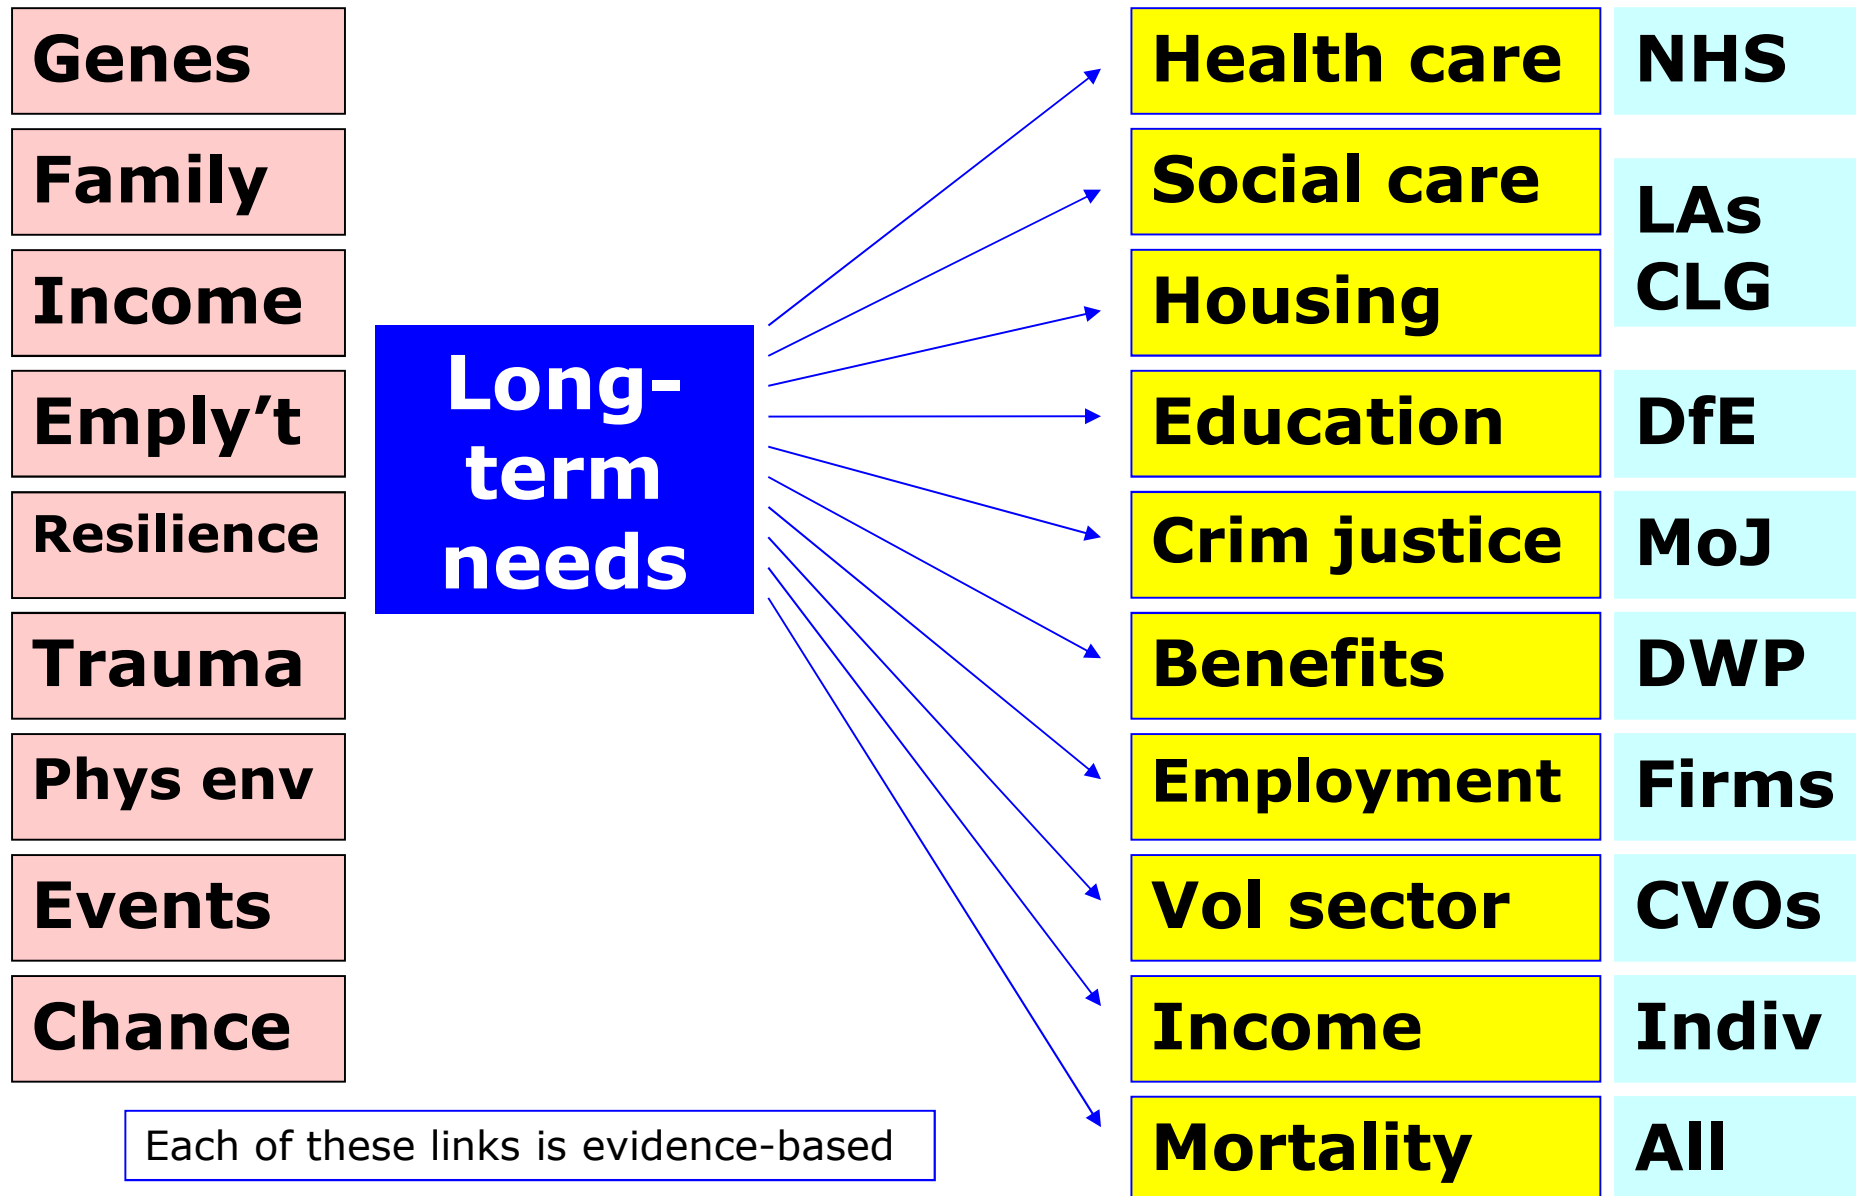 Genes
Family
Income
Emply’t
Resilience
Trauma
Phys env
Events
Chance
Long-
term
needs
Each of these links is evidence-based
Health care
Social care
Housing
Education
Crim justice
Benefits
Employment
Vol sector
Income
Mortality
NHS
LAs
CLG
DfE
MoJ
DWP
Firms
CVOs
Indiv
All